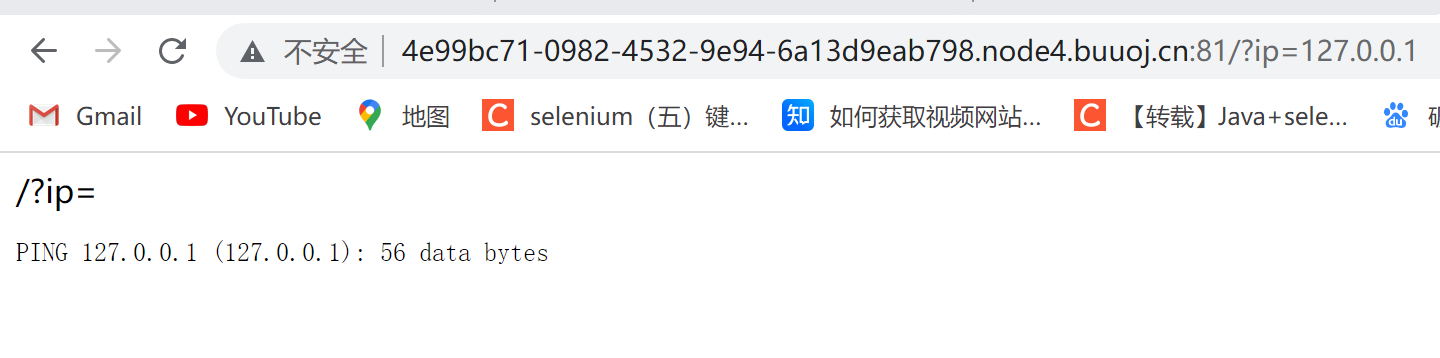 不安全 4e99bc71-0982-4532-9e94-6a13d9eab798.node4.buuoj.cn:81/?ip=127.0.0.1
Gmail YouTube 地图 C selenium（五）键... 知 如何获取视频网站... C 【转载】Java+sele... du
/?ip=
PING 127.0.0.1 (127.0.0.1): 56 data bytes